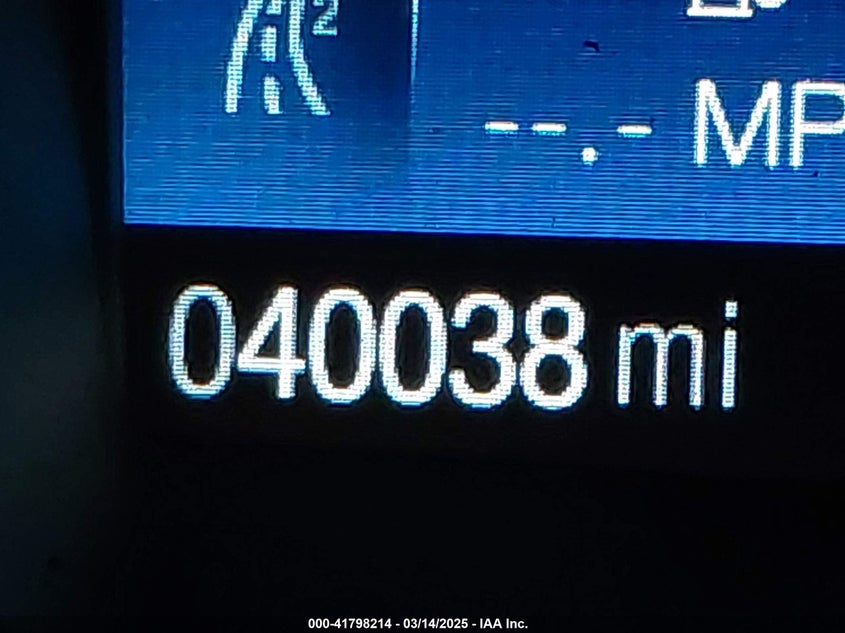 2
--.- MP
040038 mi
000-41798214 - 03/14/2025 - IAA Inc.